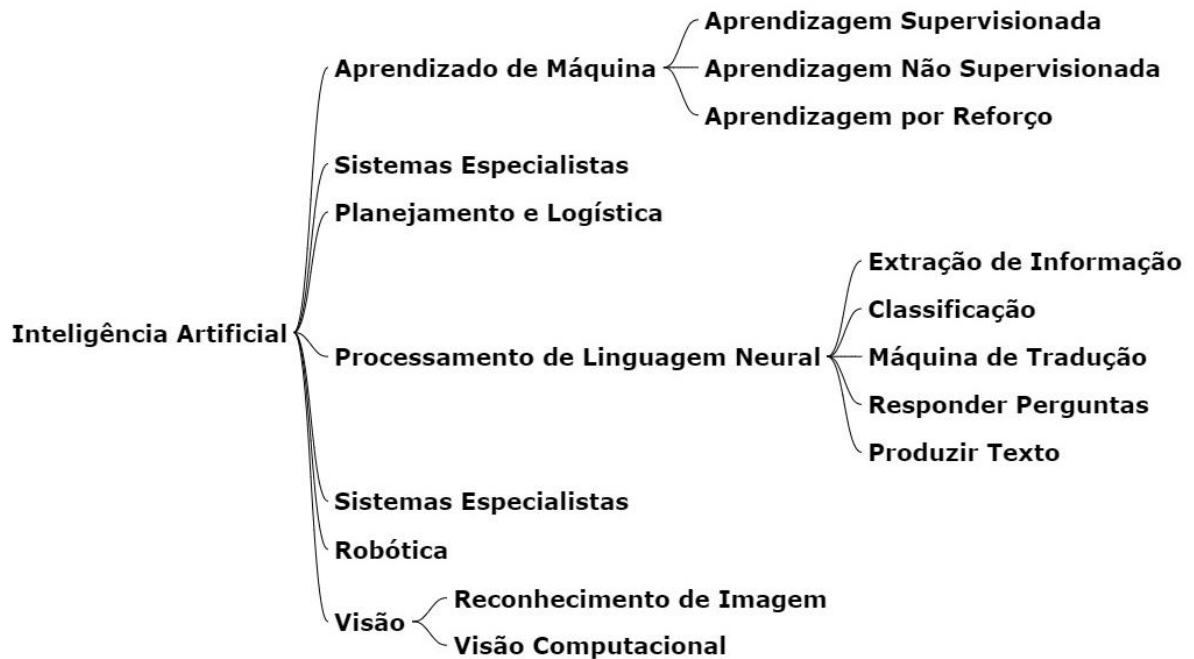 Inteligência Artificial
Aprendizado de Máquina
Aprendizagem Supervisionada
Aprendizagem Não Supervisionada
Aprendizagem por Reforço
Sistemas Especialistas
Planejamento e Logística
Processamento de Linguagem Neural
Extração de Informação
Classificação
Máquina de Tradução
Responder Perguntas
Produzir Texto
Sistemas Especialistas
Robótica
Visão
Reconhecimento de Imagem
Visão Computacional